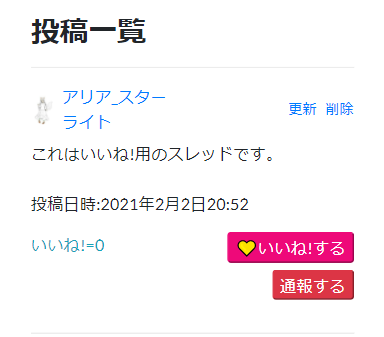 投稿一覧
アリア_スター
ライト
更新 削除
これはいいね!用のスレッドです。
投稿日時:2021年2月2日20:52
いいね!=0
💛いいね!する
通報する